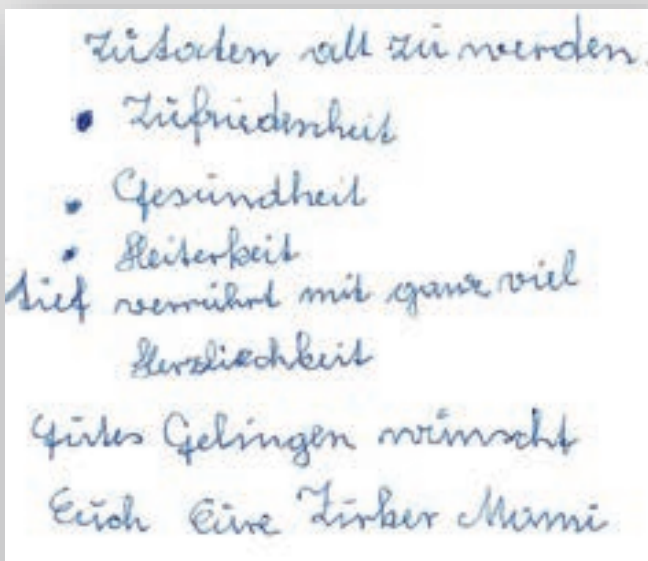 Zutaten alt zu werden.
• Zufriedenheit
• Gesundheit
• Heiterkeit
tief verrührt mit ganz viel
Herzlichkeit
Gutes Gelingen wünscht
Euch Eure Zirker Mami